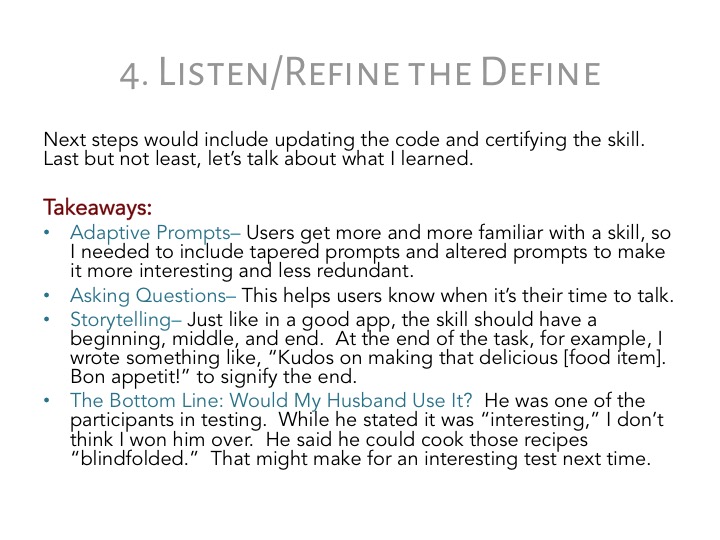 4. Listen/Refine the Define
Next steps would include updating the code and certifying the skill.
Last but not least, let’s talk about what I learned.
Takeaways:
• Adaptive Prompts– Users get more and more familiar with a skill, so
I needed to include tapered prompts and altered prompts to make
it more interesting and less redundant.
• Asking Questions– This helps users know when it’s their time to talk.
• Storytelling– Just like in a good app, the skill should have a
beginning, middle, and end.  At the end of the task, for example, I
wrote something like, “Kudos on making that delicious [food item].
Bon appetit!” to signify the end.
• The Bottom Line: Would My Husband Use It?  He was one of the
participants in testing.  While he stated it was “interesting,” I don’t
think I won him over.  He said he could cook those recipes
“blindfolded.”  That might make for an interesting test next time.